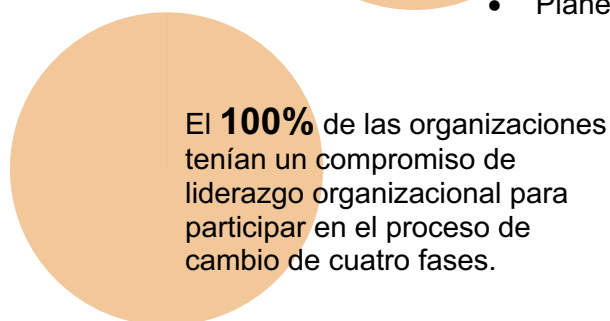 • Plane
El 100% de las organizaciones
tenían un compromiso de
liderazgo organizacional para
participar en el proceso de
cambio de cuatro fases.